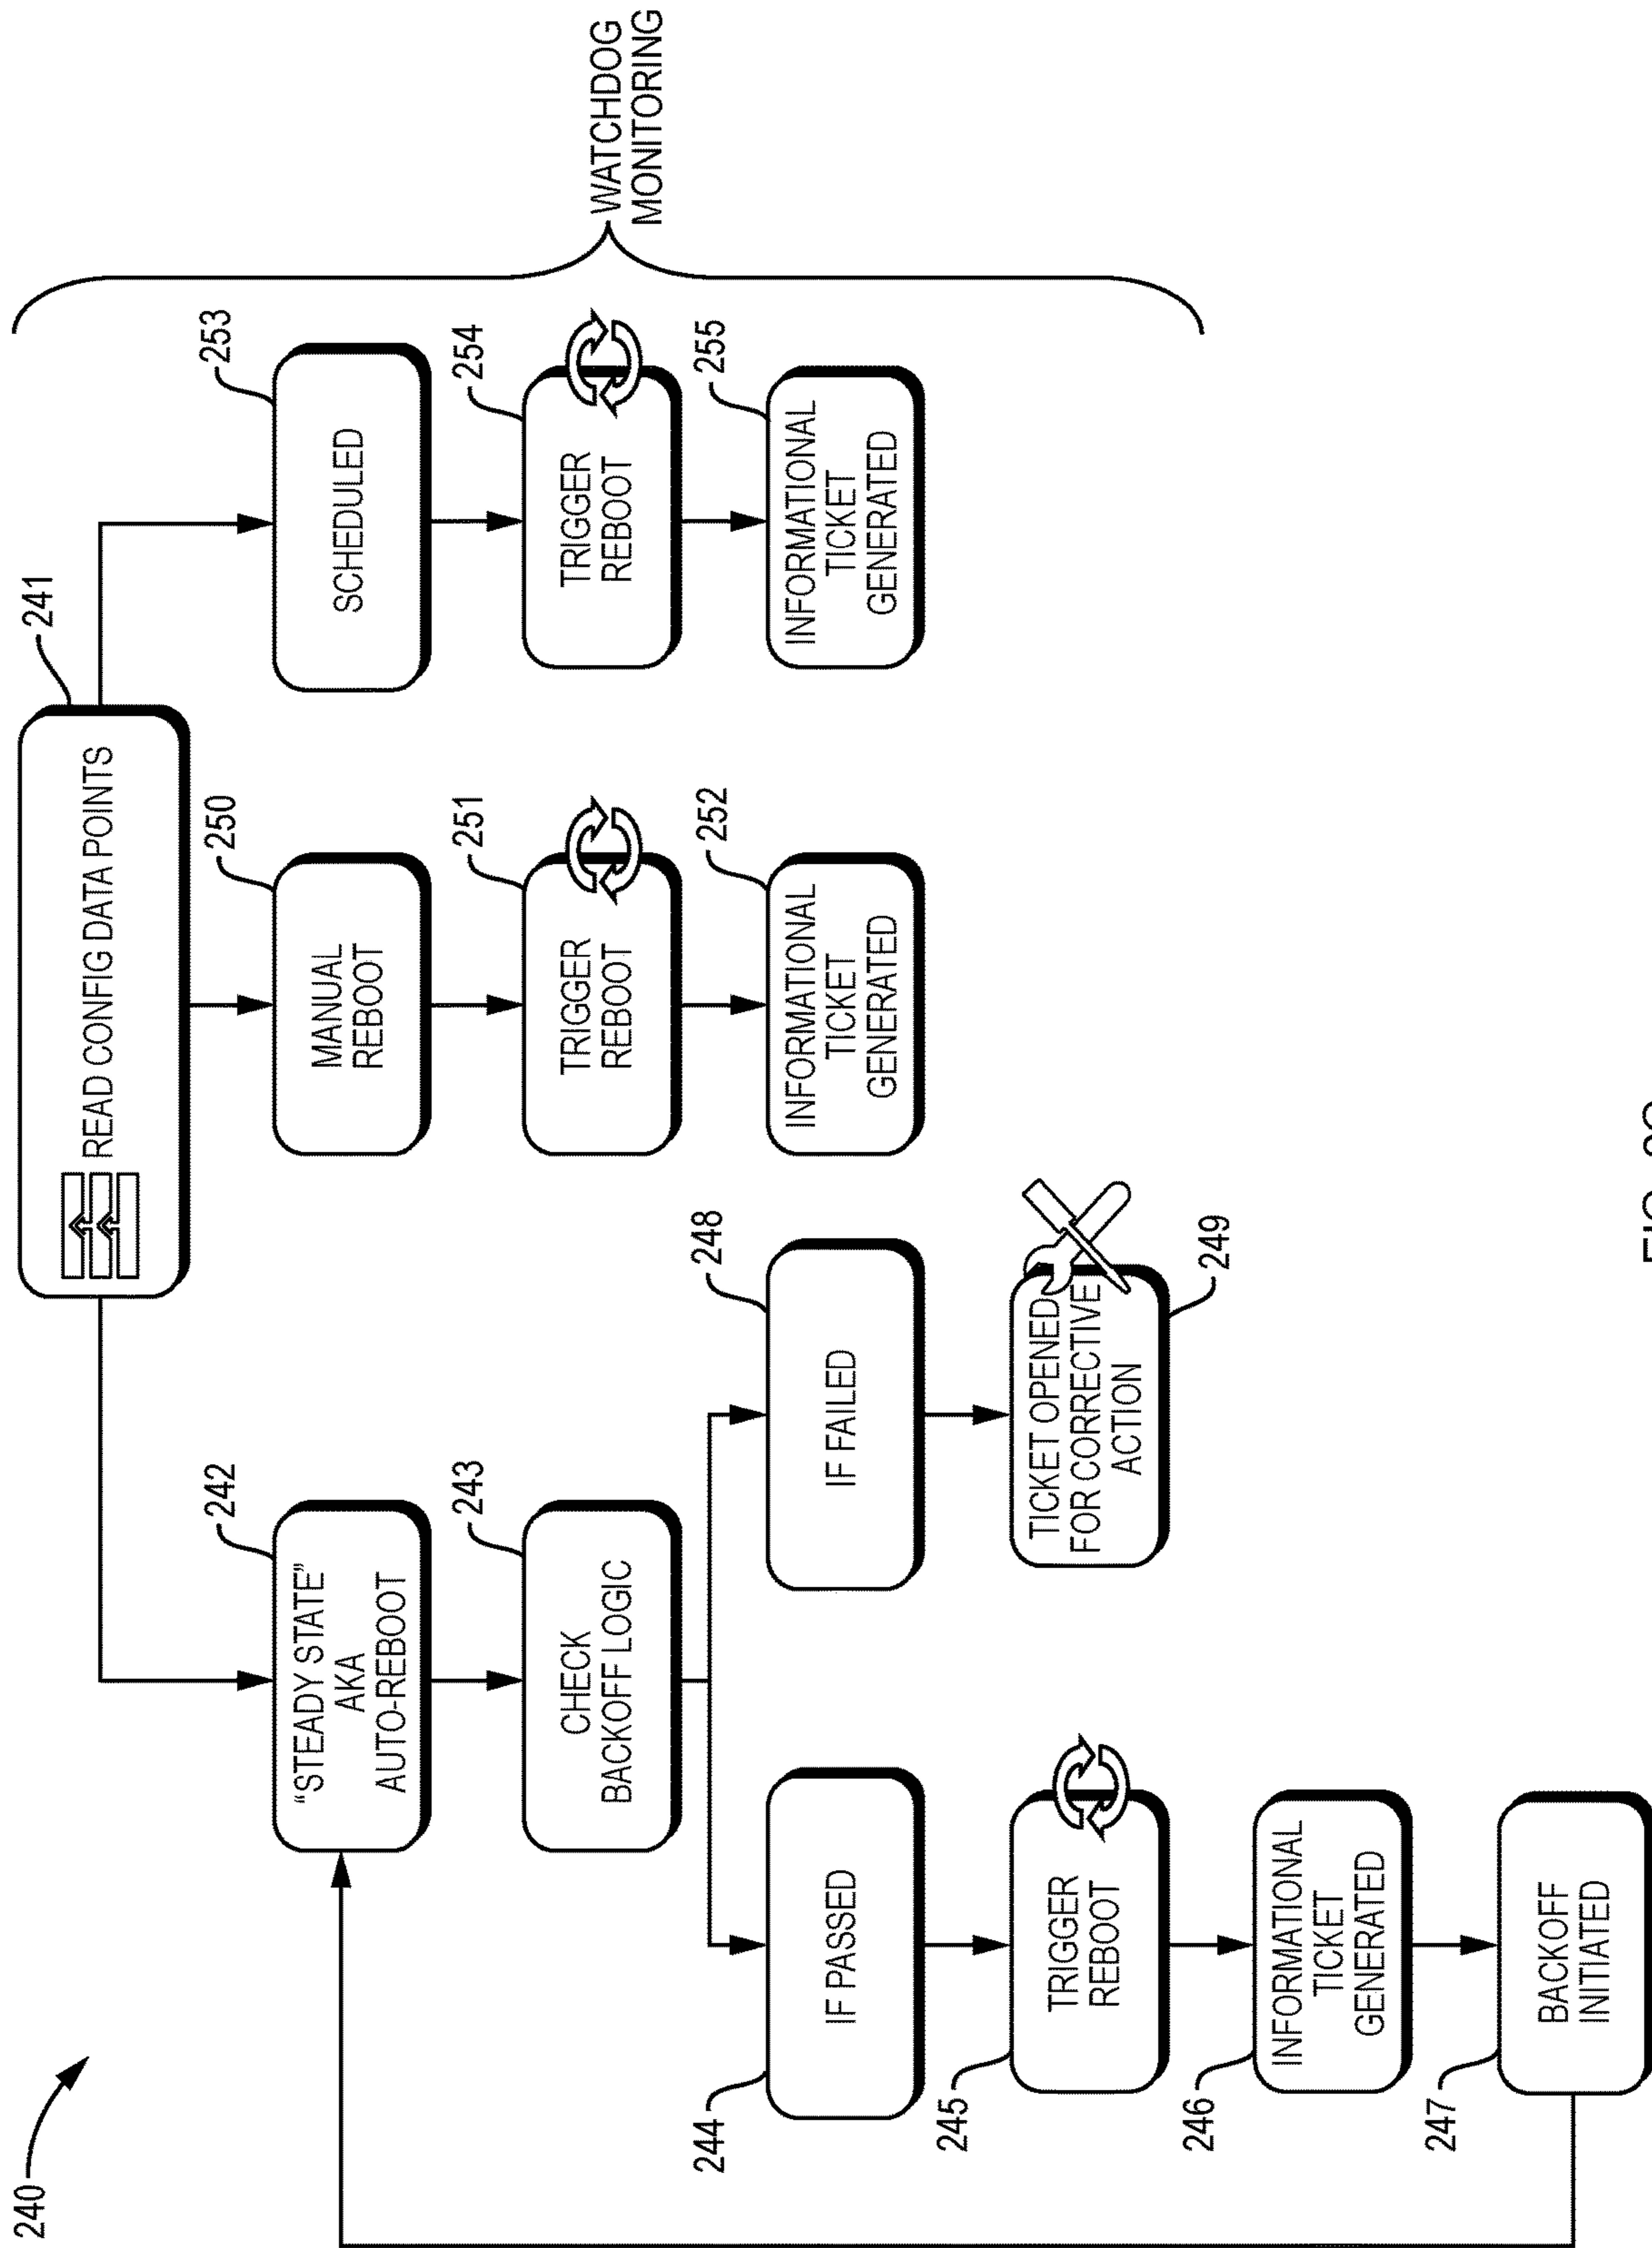 240
241
READ CONFIG DATA POINTS
242
"STEADY STATE"
AKA
AUTO-REBOOT
250
MANUAL
REBOOT
253
SCHEDULED
243
CHECK
BACKOFF LOGIC
251
TRIGGER
REBOOT
254
TRIGGER
REBOOT
WATCHDOG
MONITORING
244
IF PASSED
248
IF FAILED
252
INFORMATIONAL
TICKET
GENERATED
255
INFORMATIONAL
TICKET
GENERATED
245
TRIGGER
REBOOT
TICKET OPENED
FOR CORRECTIVE
ACTION
249
246
INFORMATIONAL
TICKET
GENERATED
247
BACKOFF
INITIATED
FIG.